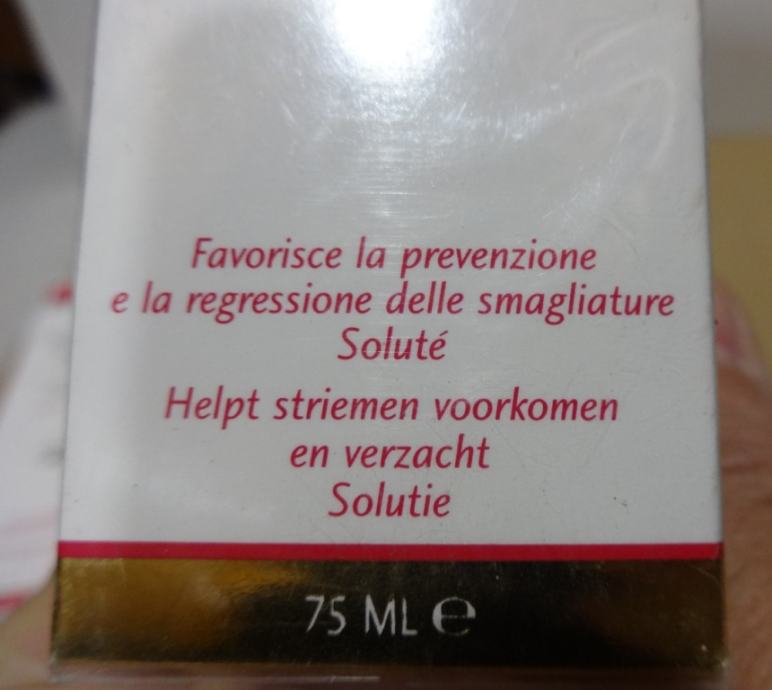 Favorisce la prevenzione
e la regressione delle smagliature
Soluté
Helpt striemen voorkomen
en verzacht
Solutie
75 ML ℮